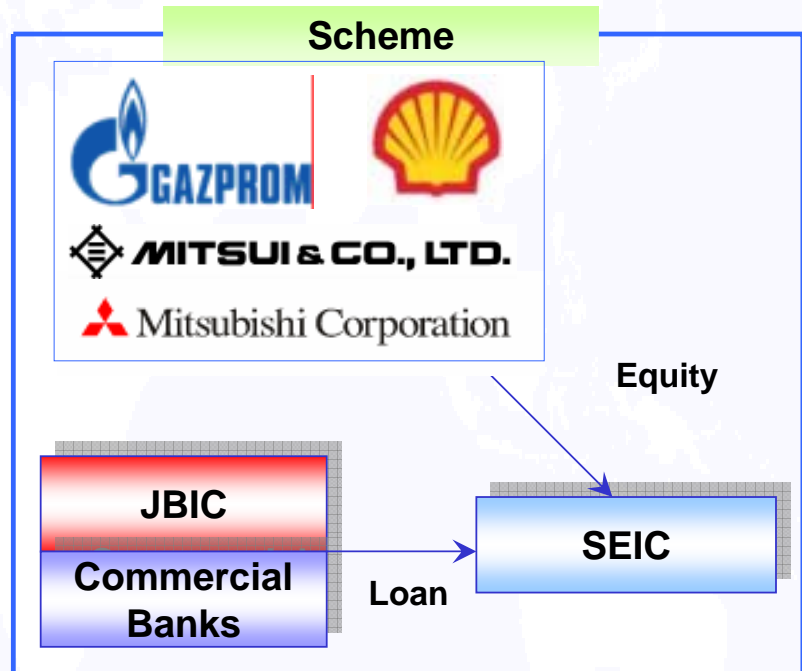 Scheme
GAZPROM
MITSUI & CO., LTD.
Mitsubishi Corporation
Equity
JBIC
Commercial
Banks
Loan
SEIC